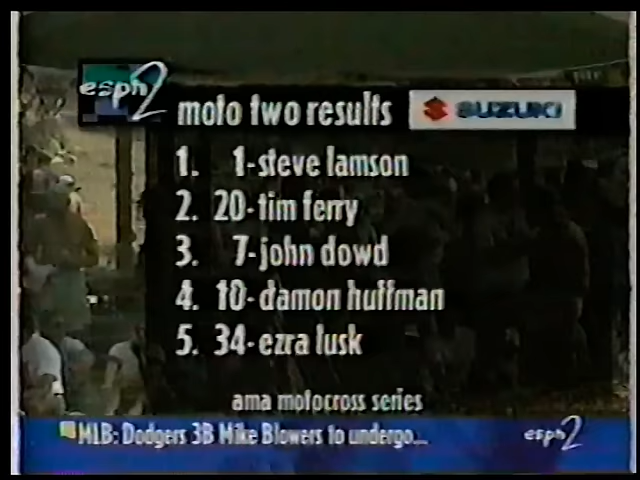 espn2
moto two results
SUZUKI
1. 1-steve lamson
2. 20-tim ferry
3. 7-john dowd
4. 10-damon huffman
5. 34-ezra lusk
ama motocross series
MLB: Dodgers 3B Mike Blowers to undergo...
espn2